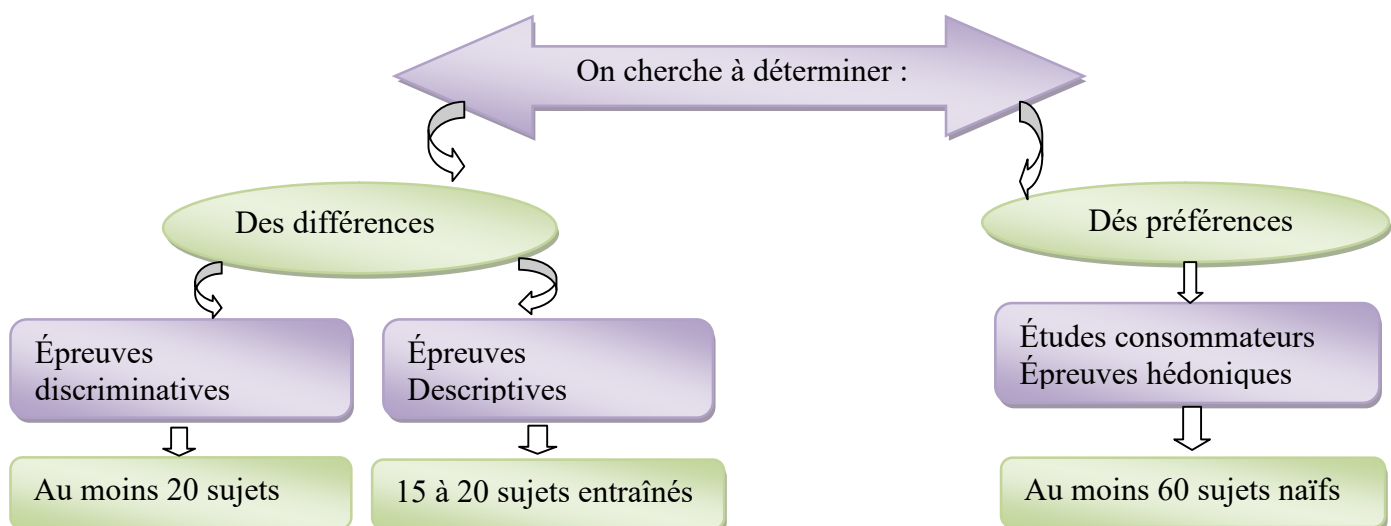 On cherche à déterminer :
Des différences
Dés préférences
Épreuves
discriminatives
Épreuves
Descriptives
Études consommateurs
Épreuves hédoniques
Au moins 20 sujets
15 à 20 sujets entraînés
Au moins 60 sujets naïfs